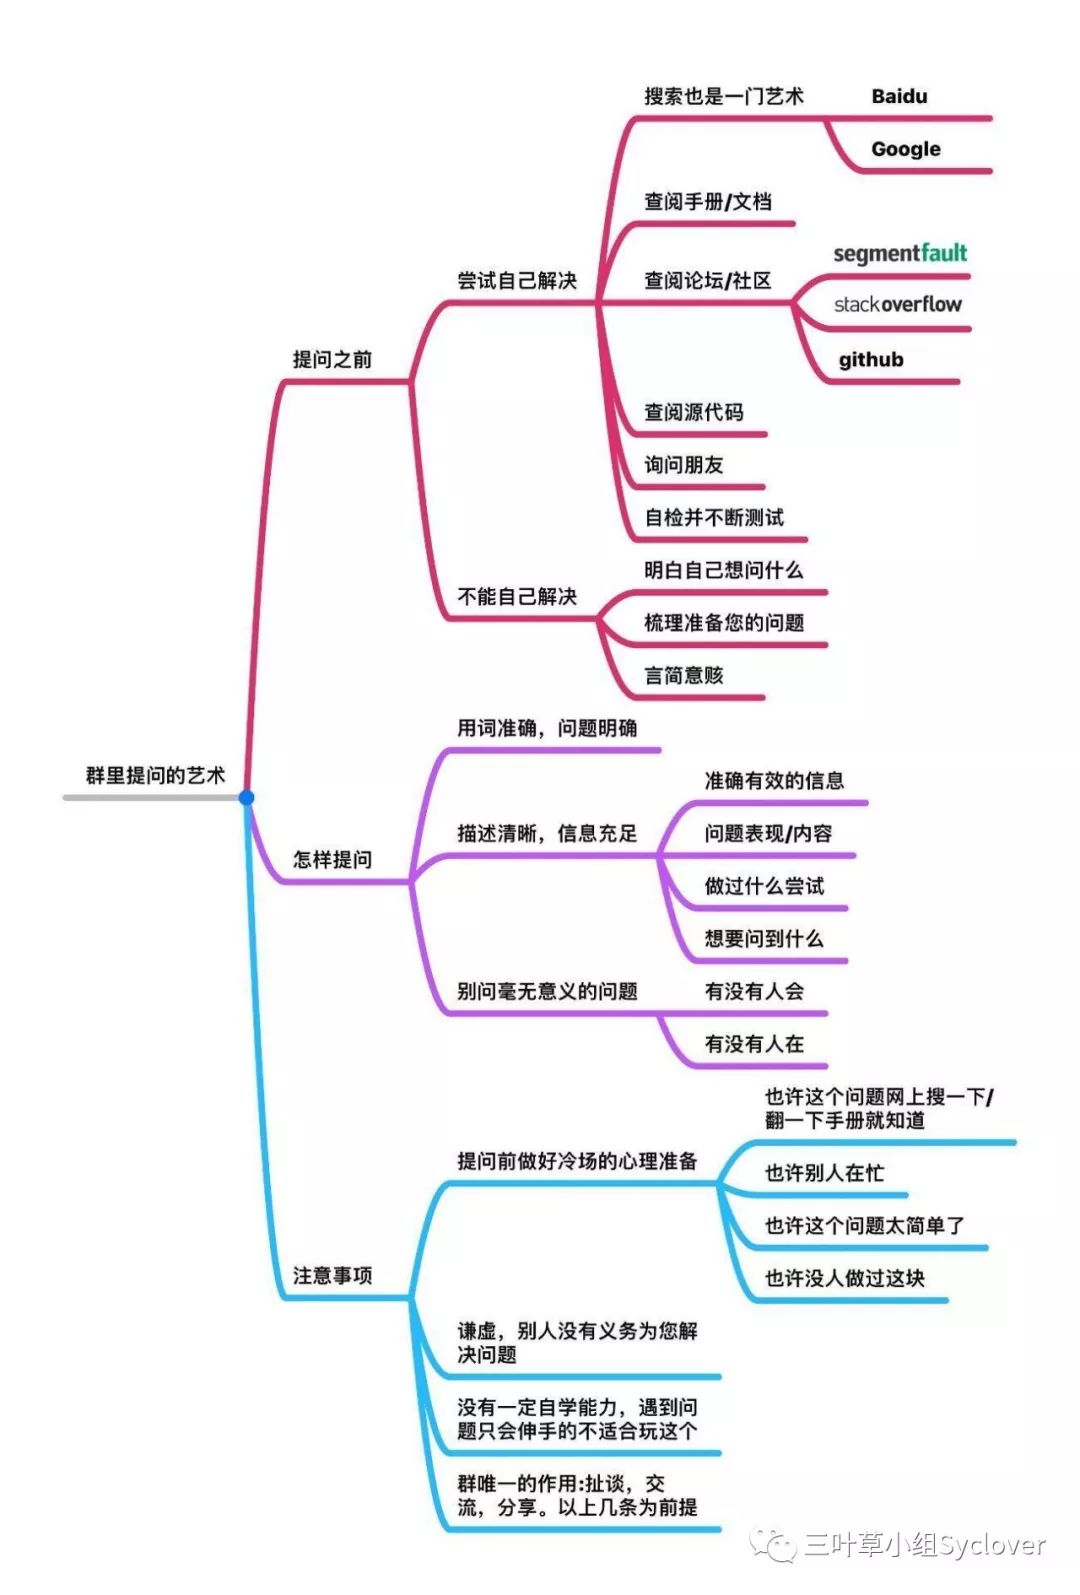 搜索也是一门艺术
Baidu
Google
查阅手册/文档
尝试自己解决
查阅论坛/社区
segmentfault
stackoverflow
github
提问之前
查阅源代码
询问朋友
自检并不断测试
不能自己解决
明白自己想问什么
梳理准备您的问题
言简意赅
群里提问的艺术
用词准确，问题明确
怎样提问
描述清晰，信息充足
准确有效的信息
问题表现/内容
做过什么尝试
想要问到什么
别问毫无意义的问题
有没有人会
有没有人在
注意事项
提问前做好冷场的心理准备
也许这个问题网上搜一下/
翻一下手册就知道
也许别人在忙
也许这个问题太简单了
也许没人做过这块
谦虚，别人没有义务为您解
决问题
没有一定自学能力，遇到问
题只会伸手的不适合玩这个
群唯一的作用:扯谈，交
流，分享。以上几条为前提
三叶草小组Syclover